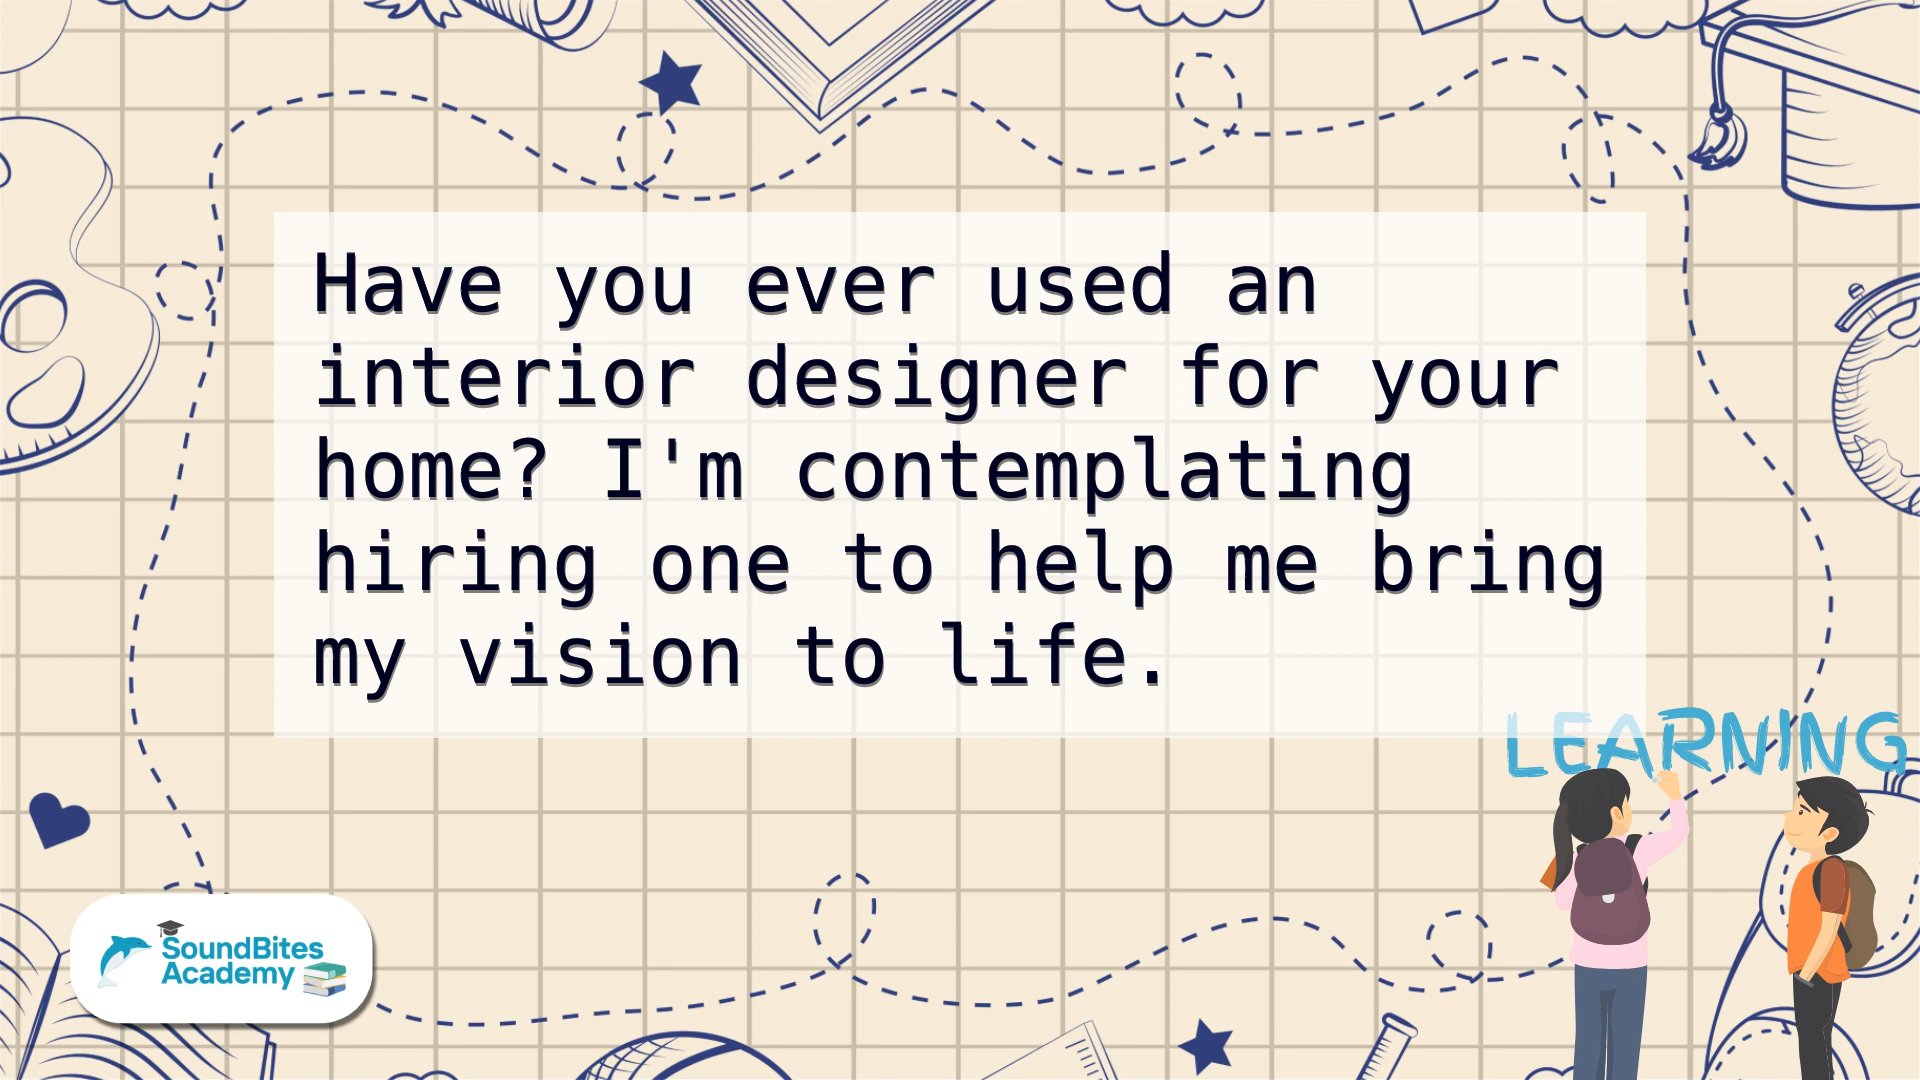 Have you ever used an
interior designer for your
home? I'm contemplating
hiring one to help me bring
my vision to life.
LEARNING
SoundBites
Academy